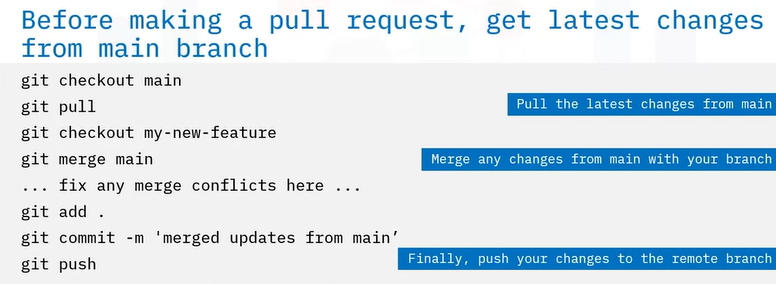 Before making a pull request, get latest changes
from main branch
git checkout main
git pull
Pull the latest changes from main
git checkout my-new-feature
git merge main
Merge any changes from main with your branch
... fix any merge conflicts here ...
git add .
git commit -m 'merged updates from main’
git push
Finally, push your changes to the remote branch